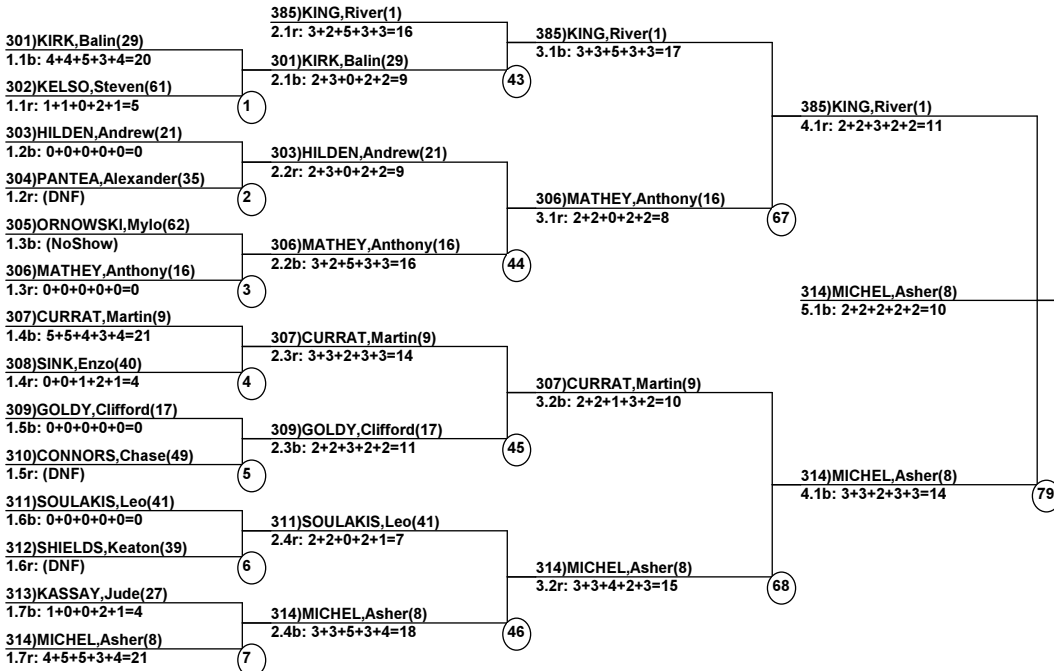 301)KIRK,Balin(29)
1.1b: 4+4+5+3+4=20
302)KELSO,Steven(61)
1.1r: 1+1+0+2+1=5
1
303)HILDEN,Andrew(21)
1.2b: 0+0+0+0+0=0
304)PANTEA,Alexander(35)
1.2r: (DNF)
2
305)ORNOWSKI,Mylo(62)
1.3b: (NoShow)
306)MATHEY,Anthony(16)
1.3r: 0+0+0+0+0=0
3
307)CURRAT,Martin(9)
1.4b: 5+5+4+3+4=21
308)SINK,Enzo(40)
1.4r: 0+0+1+2+1=4
4
309)GOLDY,Clifford(17)
1.5b: 0+0+0+0+0=0
310)CONNORS,Chase(49)
1.5r: (DNF)
5
311)SOULAKIS,Leo(41)
1.6b: 0+0+0+0+0=0
312)SHIELDS,Keaton(39)
1.6r: (DNF)
6
313)KASSAY,Jude(27)
1.7b: 1+0+0+2+1=4
314)MICHEL,Asher(8)
1.7r: 4+5+5+3+4=21
7
385)KING,River(1)
2.1r: 3+2+5+3+3=16
301)KIRK,Balin(29)
2.1b: 2+3+0+2+2=9
43
303)HILDEN,Andrew(21)
2.2r: 2+3+0+2+2=9
306)MATHEY,Anthony(16)
2.2b: 3+2+5+3+3=16
44
307)CURRAT,Martin(9)
2.3r: 3+3+2+3+3=14
309)GOLDY,Clifford(17)
2.3b: 2+2+3+2+2=11
45
311)SOULAKIS,Leo(41)
2.4r: 2+2+0+2+1=7
314)MICHEL,Asher(8)
2.4b: 3+3+5+3+4=18
46
385)KING,River(1)
3.1b: 3+3+5+3+3=17
306)MATHEY,Anthony(16)
3.1r: 2+2+0+2+2=8
67
307)CURRAT,Martin(9)
3.2b: 2+2+1+3+2=10
314)MICHEL,Asher(8)
3.2r: 3+3+4+2+3=15
68
385)KING,River(1)
4.1r: 2+2+3+2+2=11
314)MICHEL,Asher(8)
4.1b: 3+3+2+3+3=14
79
314)MICHEL,Asher(8)
5.1b: 2+2+2+2+2=10